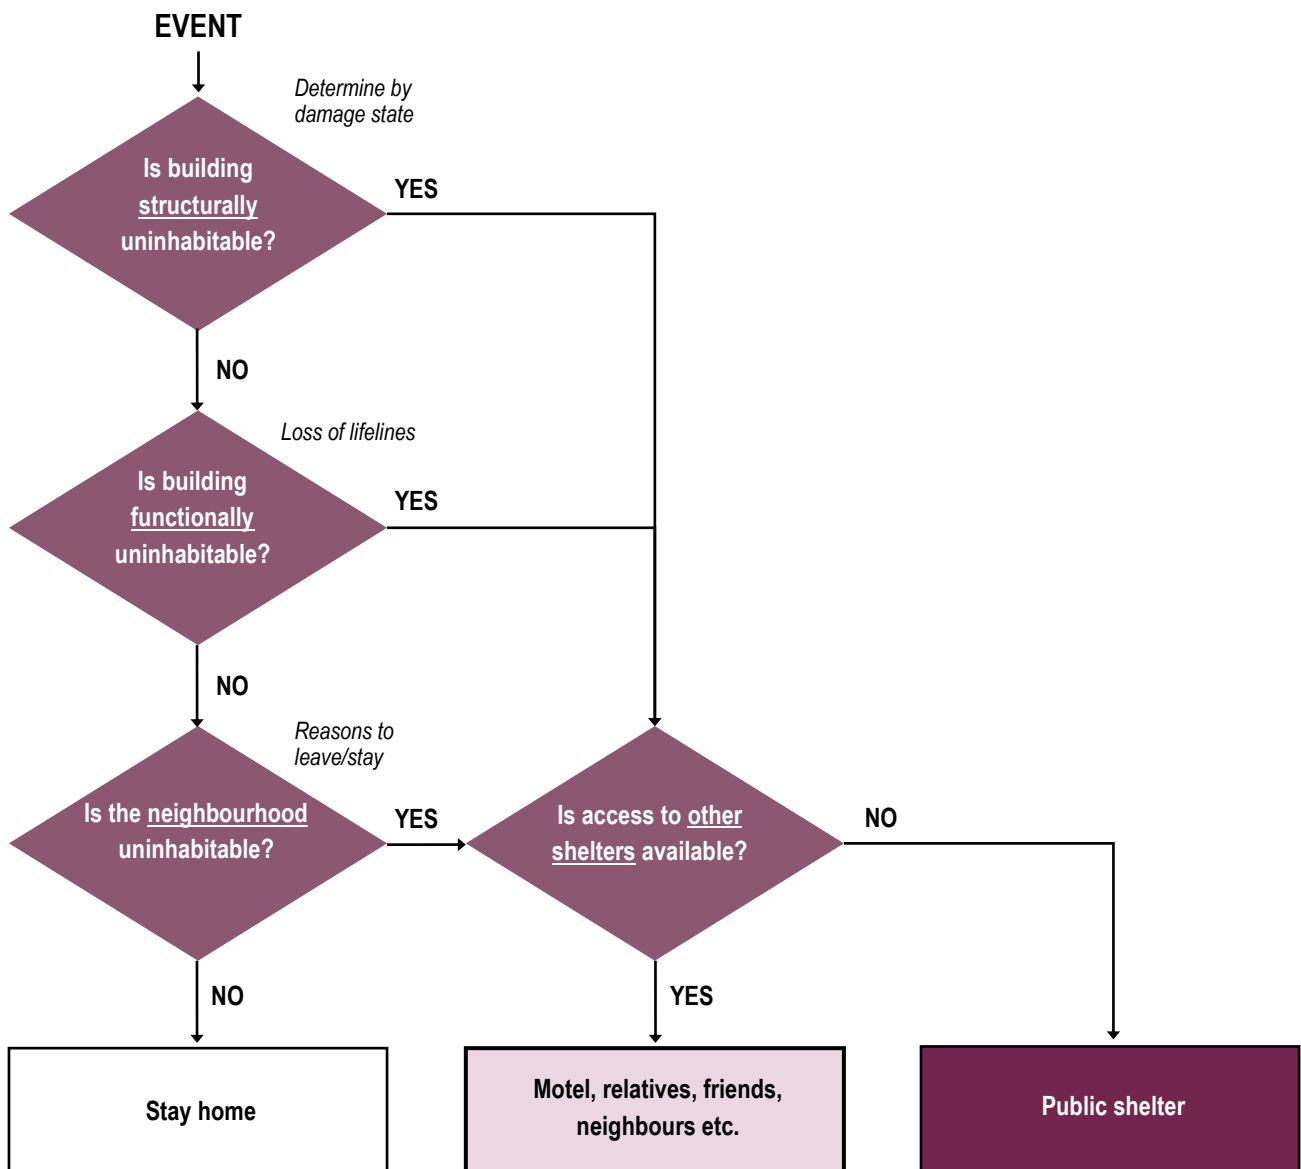 EVENT
Determine by
damage state
Is building
structurally
uninhabitable?
YES
NO
Loss of lifelines
Is building
functionally
uninhabitable?
YES
NO
Reasons to
leave/stay
Is the neighbourhood
uninhabitable?
YES
Is access to other
shelters available?
NO
NO
YES
Stay home
Motel, relatives, friends,
neighbours etc.
Public shelter